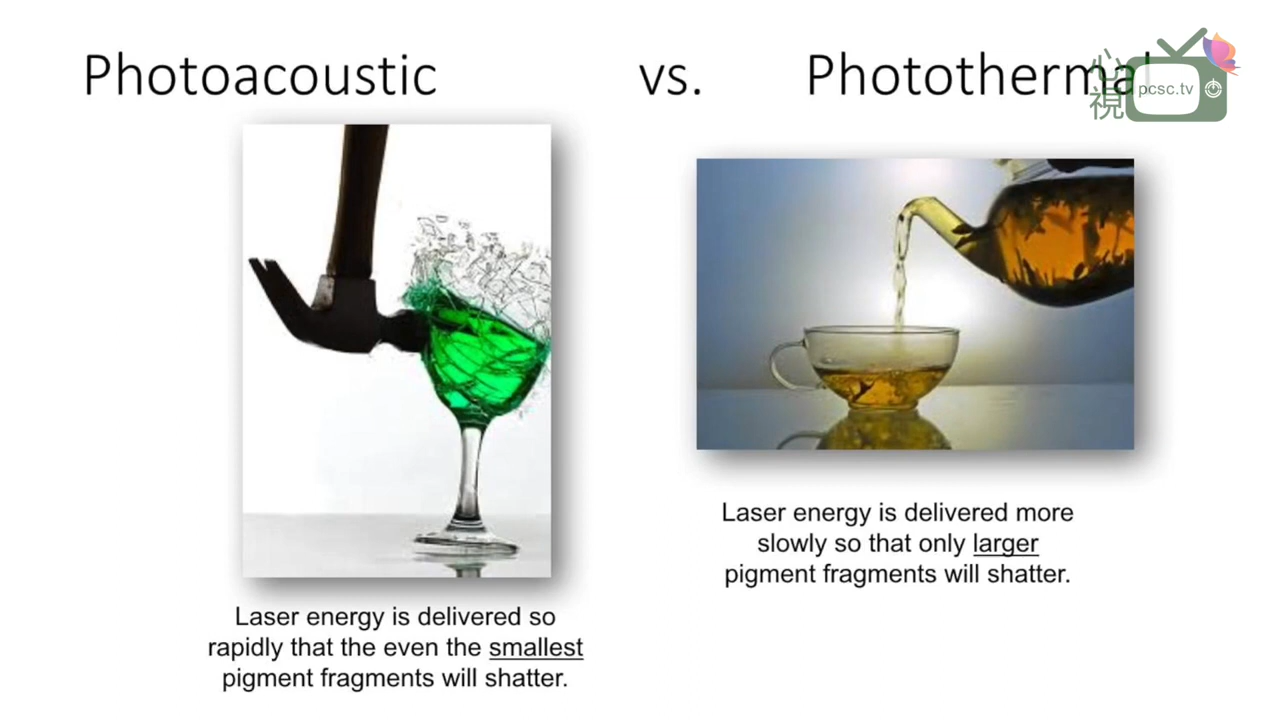 Photoacoustic vs. Photothermal
心視
pcsc.tv
Laser energy is delivered more
slowly so that only larger
pigment fragments will shatter.
Laser energy is delivered so
rapidly that the even the smallest
pigment fragments will shatter.